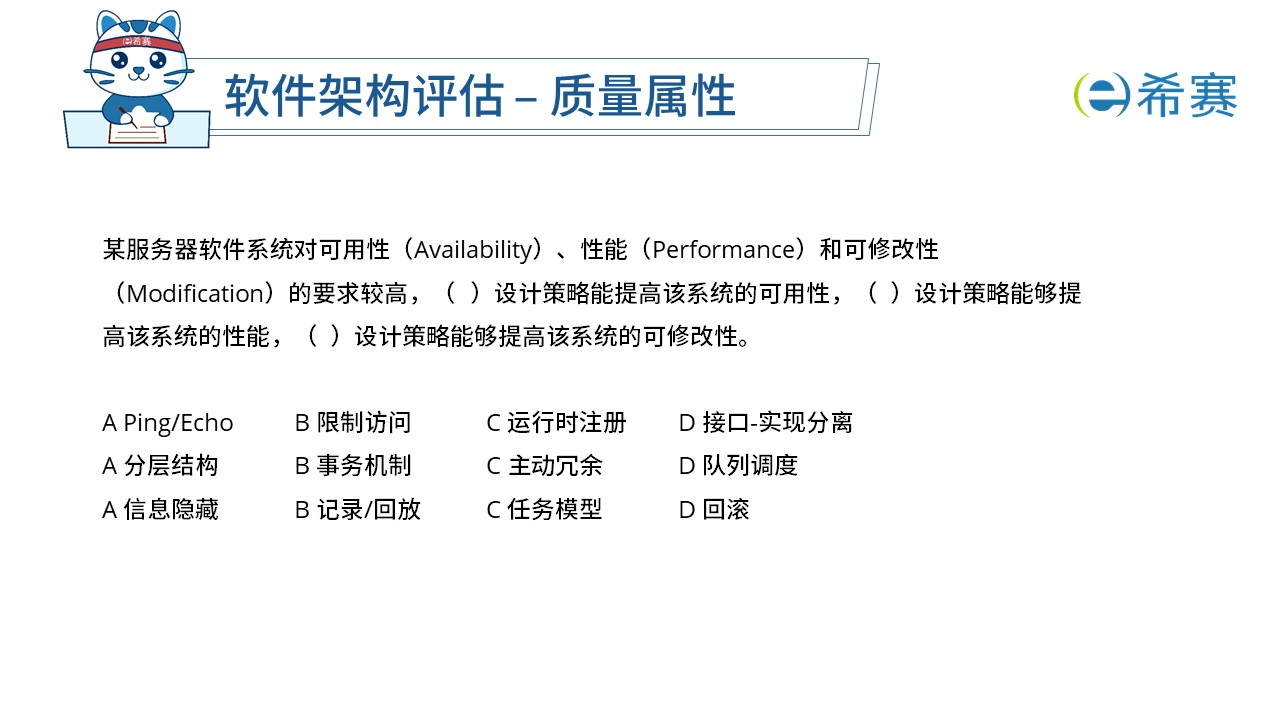 希赛
软件架构评估 – 质量属性
希赛
某服务器软件系统对可用性（Availability）、性能（Performance）和可修改性
（Modification）的要求较高，（ ）设计策略能提高该系统的可用性，（ ）设计策略能够提
高该系统的性能，（ ）设计策略能够提高该系统的可修改性。
A Ping/Echo B 限制访问 C 运行时注册 D 接口-实现分离
A 分层结构 B 事务机制 C 主动冗余 D 队列调度
A 信息隐藏 B 记录/回放 C 任务模型 D 回滚